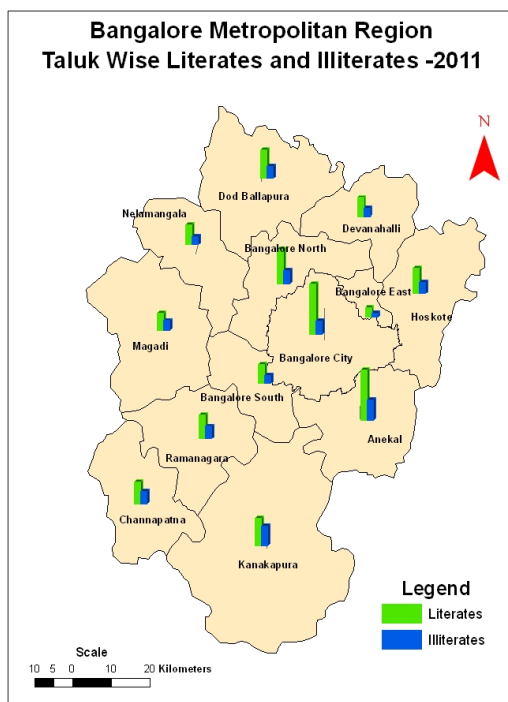 Bangalore Metropolitan Region
Taluk Wise Literates and Illiterates -2011
N
Dod Ballapura
Nelamangala
Devanahalli
Bangalore North
Bangalore East
Hoskote
Magadi
Bangalore City
Bangalore South
Anekal
Ramanagara
Channapatna
Kanakapura
Legend
Literates
Illiterates
Scale
10 5 0 10 20 Kilometers